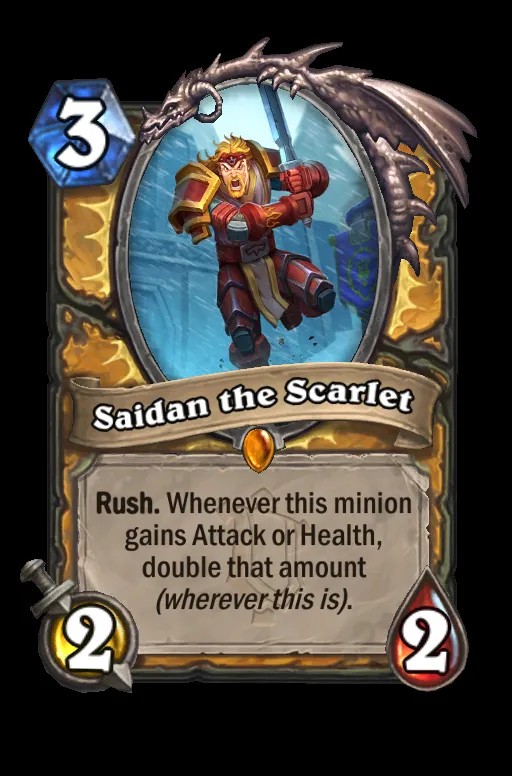 3
Saidan the Scarlet
Rush. Whenever this minion
gains Attack or Health,
double that amount
(wherever this is).
2
2